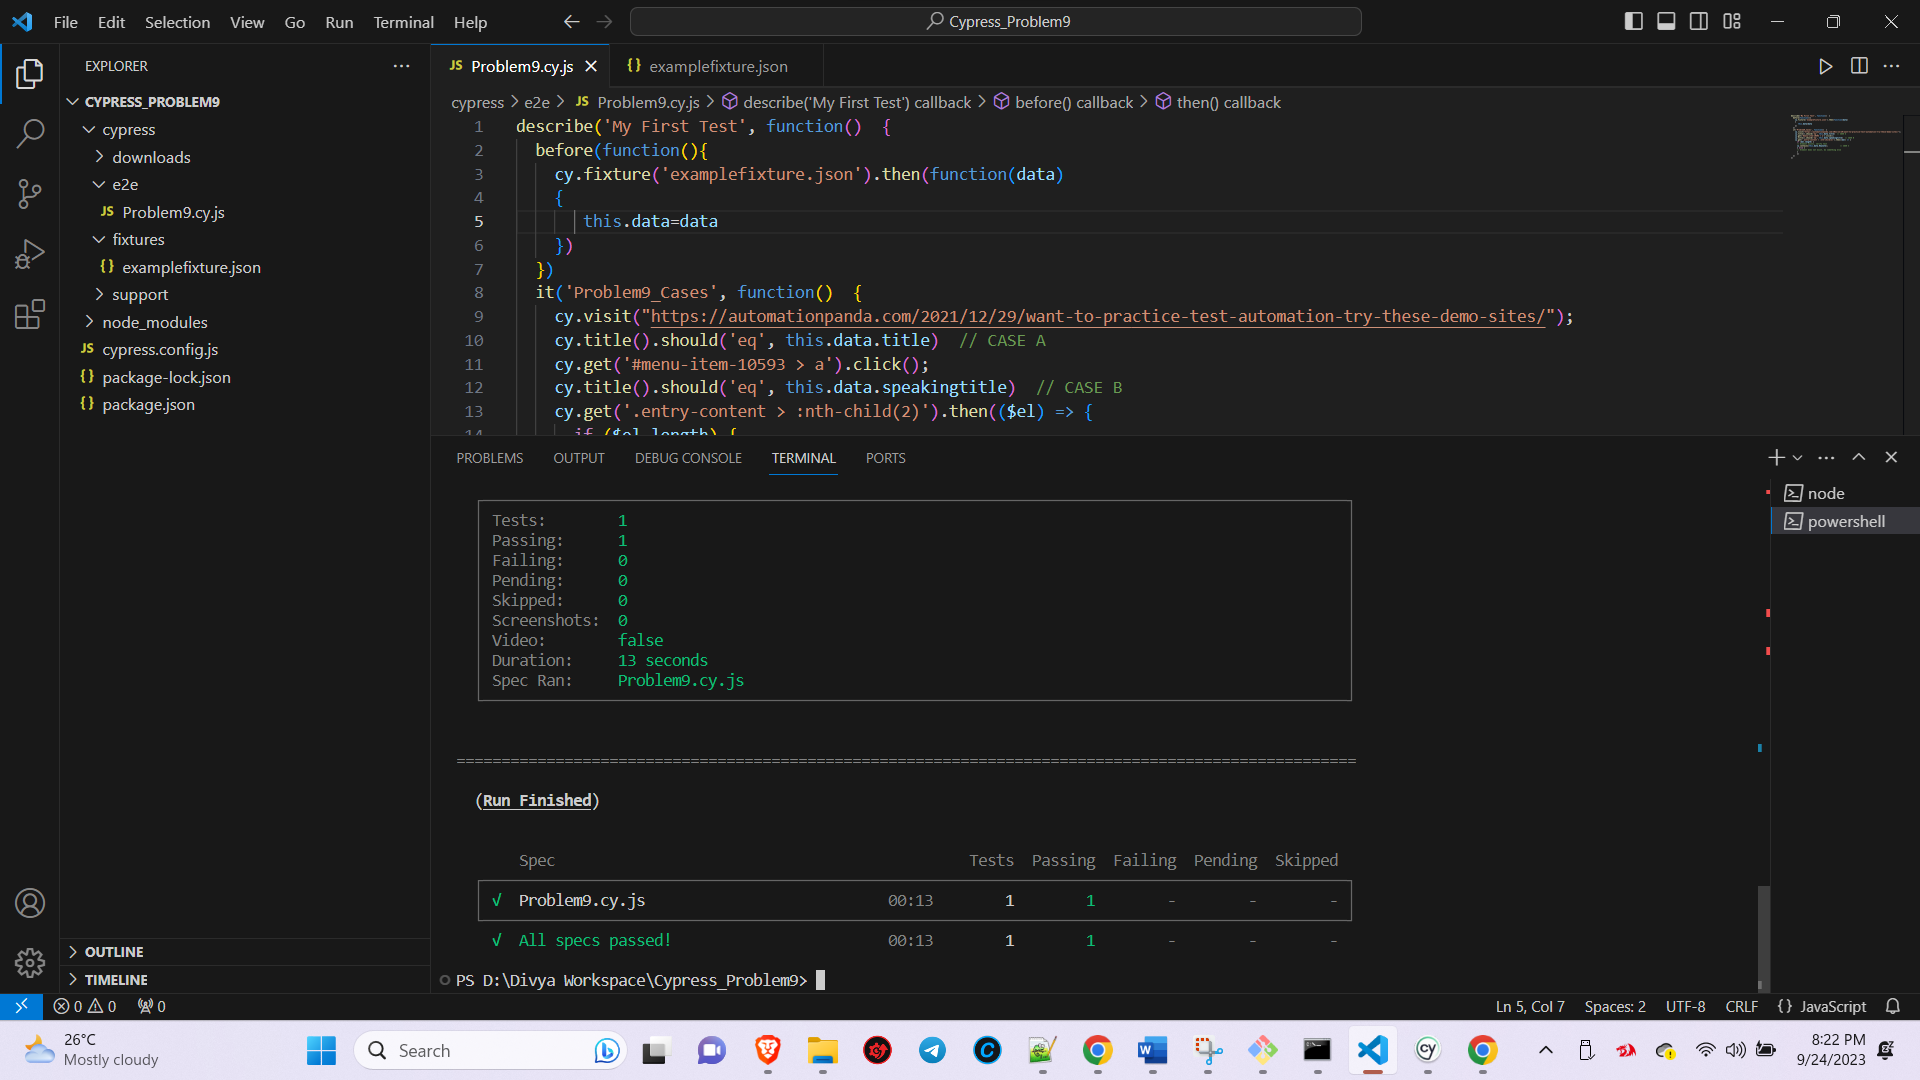 File Edit Selection View Go Run Terminal Help
Cypress_Problem9
EXPLORER
CYPRESS_PROBLEM9
cypress
downloads
e2e
JS Problem9.cy.js
fixtures
{} examplefixture.json
support
node_modules
JS cypress.config.js
{} package-lock.json
{} package.json
OUTLINE
TIMELINE
JS Problem9.cy.js
{} examplefixture.json
cypress > e2e > JS Problem9.cy.js > describe('My First Test') callback > before() callback > then() callback
1 describe('My First Test', function()  {
2 before(function(){
3 cy.fixture('examplefixture.json').then(function(data)
4 {
5 this.data=data
6 })
7 })
8 it('Problem9_Cases', function()  {
9 cy.visit("https://automationpanda.com/2021/12/29/want-to-practice-test-automation-try-these-demo-sites/");
10 cy.title().should('eq', this.data.title)  // CASE A
11 cy.get('#menu-item-10593 > a').click();
12 cy.title().should('eq', this.data.speakingtitle)  // CASE B
13 cy.get('.entry-content > :nth-child(2)').then(($el) => {
14 if ($el.length) {
PROBLEMS OUTPUT DEBUG CONSOLE TERMINAL PORTS
node
powershell
Tests: 1
Passing: 1
Failing: 0
Pending: 0
Skipped: 0
Screenshots: 0
Video: false
Duration: 13 seconds
Spec Ran: Problem9.cy.js
====================================================================================================
(Run Finished)
Spec Tests Passing Failing Pending Skipped
√ Problem9.cy.js 00:13 1 1 - - -
√ All specs passed! 00:13 1 1 - - -
PS D:\Divya Workspace\Cypress_Problem9>
0 0 0
Ln 5, Col 7 Spaces: 2 UTF-8 CRLF {} JavaScript
26°C
Mostly cloudy
Search
8:22 PM
9/24/2023